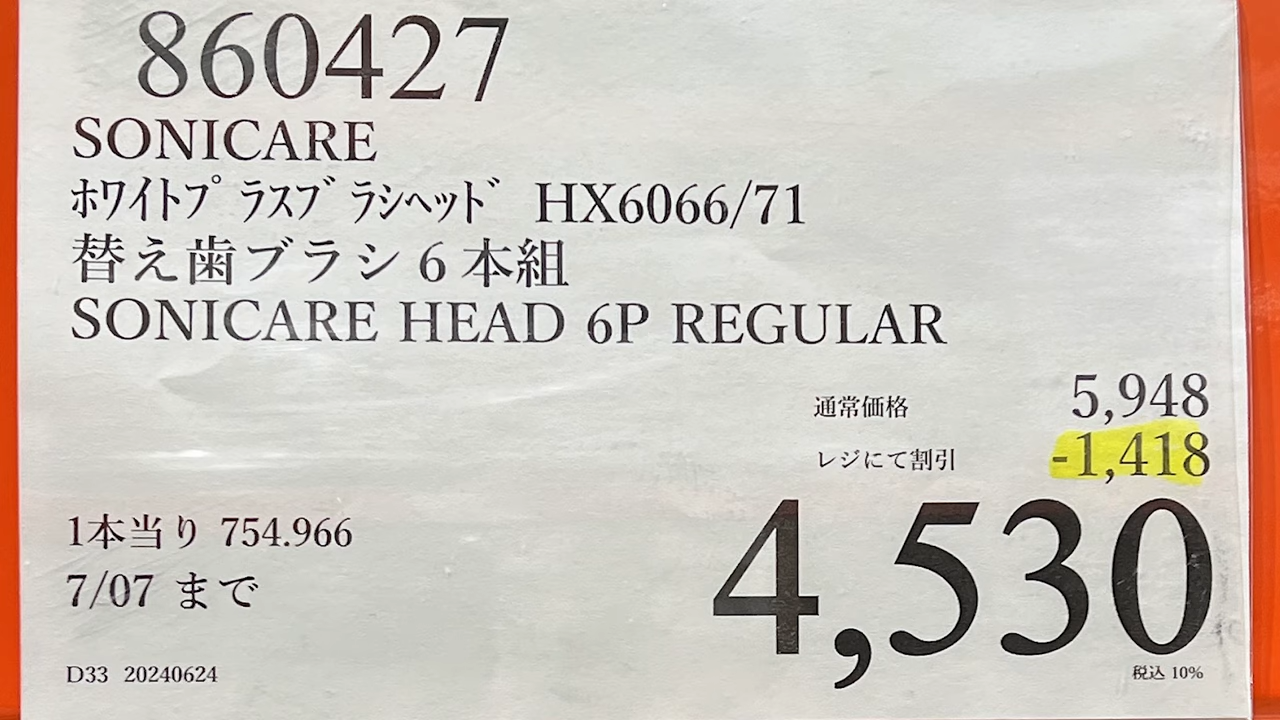 860427
SONICARE
ﾎﾜｲﾄﾌﾟﾗｽﾌﾞﾗｼﾍｯﾄﾞ HX6066/71
替え歯ブラシ 6 本組
SONICARE HEAD 6P REGULAR
通常価格 5,948
レジにて割引 -1,418
4,530
1本当り 754.966
7/07 まで
D33 20240624
税込 10%